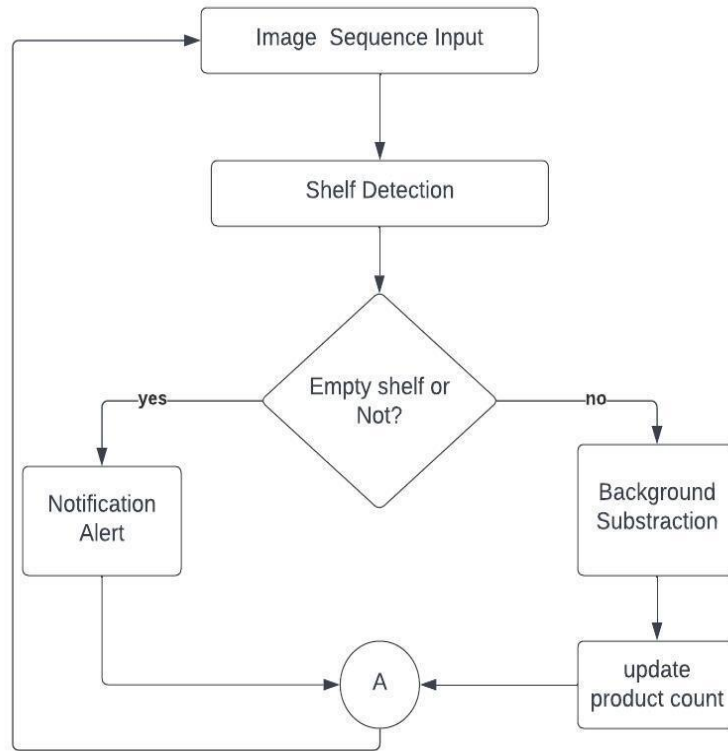 Image Sequence Input
Shelf Detection
Empty shelf or
Not?
yes
no
Notification
Alert
Background
Substraction
A
update
product count